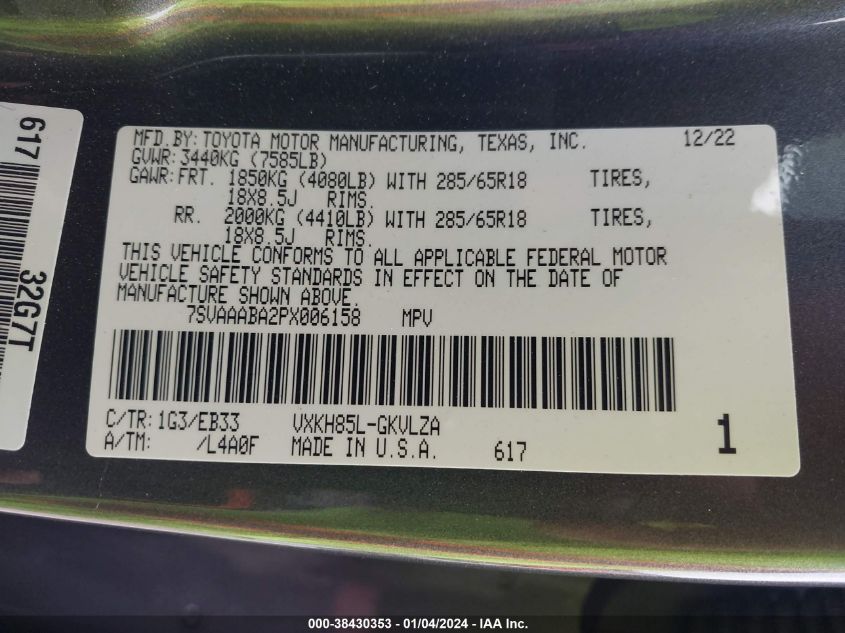 617
32G7T
MFD.BY:TOYOTA MOTOR MANUFACTURING, TEXAS, INC. 12/22
GVWR:3440KG (7585LB)
GAWR:FRT. 1850KG (4080LB) WITH 285/65R18 TIRES,
18X8.5J RIMS.
RR. 2000KG (4410LB) WITH 285/65R18 TIRES,
18X8.5J RIMS.
THIS VEHICLE CONFORMS TO ALL APPLICABLE FEDERAL MOTOR
VEHICLE SAFETY STANDARDS IN EFFECT ON THE DATE OF
MANUFACTURE SHOWN ABOVE.
7SVAAABA2PX006158 MPV
C/TR:1G3/EB33 VXKH85L-GKVLZA
A/TM: /L4A0F MADE IN U.S.A. 617 1
000-38430353 - 01/04/2024 - IAA Inc.